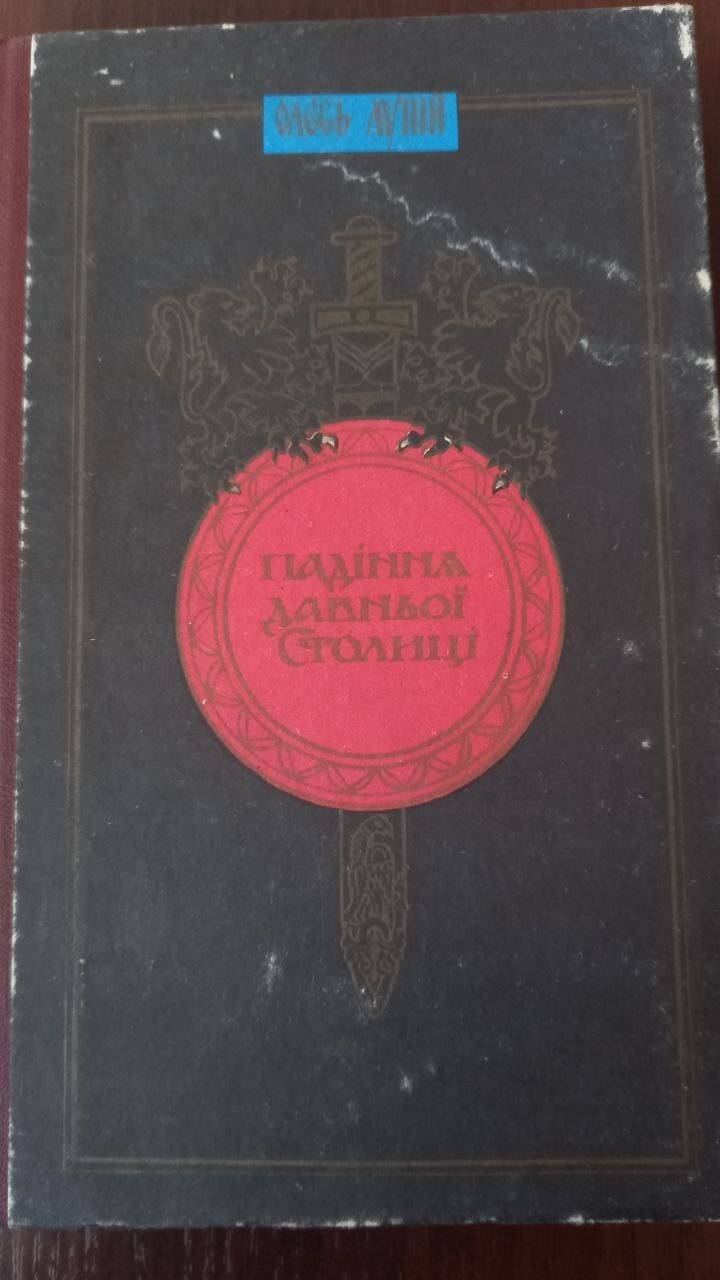 Олесь Лупій
Падіння
давньої
Столиці